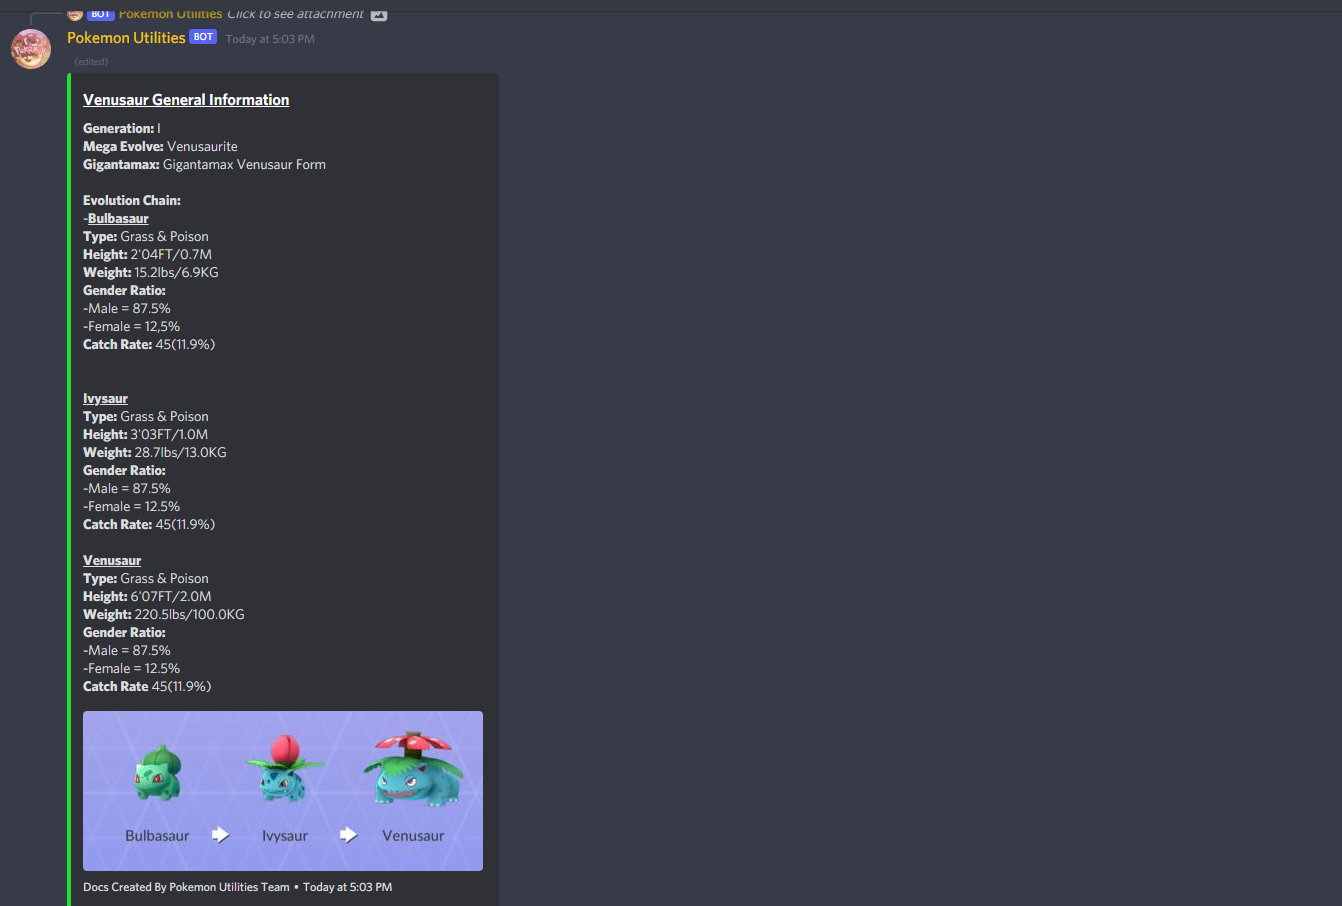 BOT Pokemon Utilities Click to see attachment
Pokemon Utilities BOT Today at 5:03 PM
(edited)
Venusaur General Information
Generation: I
Mega Evolve: Venusaurite
Gigantamax: Gigantamax Venusaur Form
Evolution Chain:
-Bulbasaur
Type: Grass & Poison
Height: 2'04FT/0.7M
Weight: 15.2lbs/6.9KG
Gender Ratio:
-Male = 87.5%
-Female = 12,5%
Catch Rate: 45(11.9%)
Ivysaur
Type: Grass & Poison
Height: 3'03FT/1.0M
Weight: 28.7lbs/13.0KG
Gender Ratio:
-Male = 87.5%
-Female = 12.5%
Catch Rate: 45(11.9%)
Venusaur
Type: Grass & Poison
Height: 6'07FT/2.0M
Weight: 220.5lbs/100.0KG
Gender Ratio:
-Male = 87.5%
-Female = 12.5%
Catch Rate 45(11.9%)
Bulbasaur Ivysaur Venusaur
Docs Created By Pokemon Utilities Team • Today at 5:03 PM